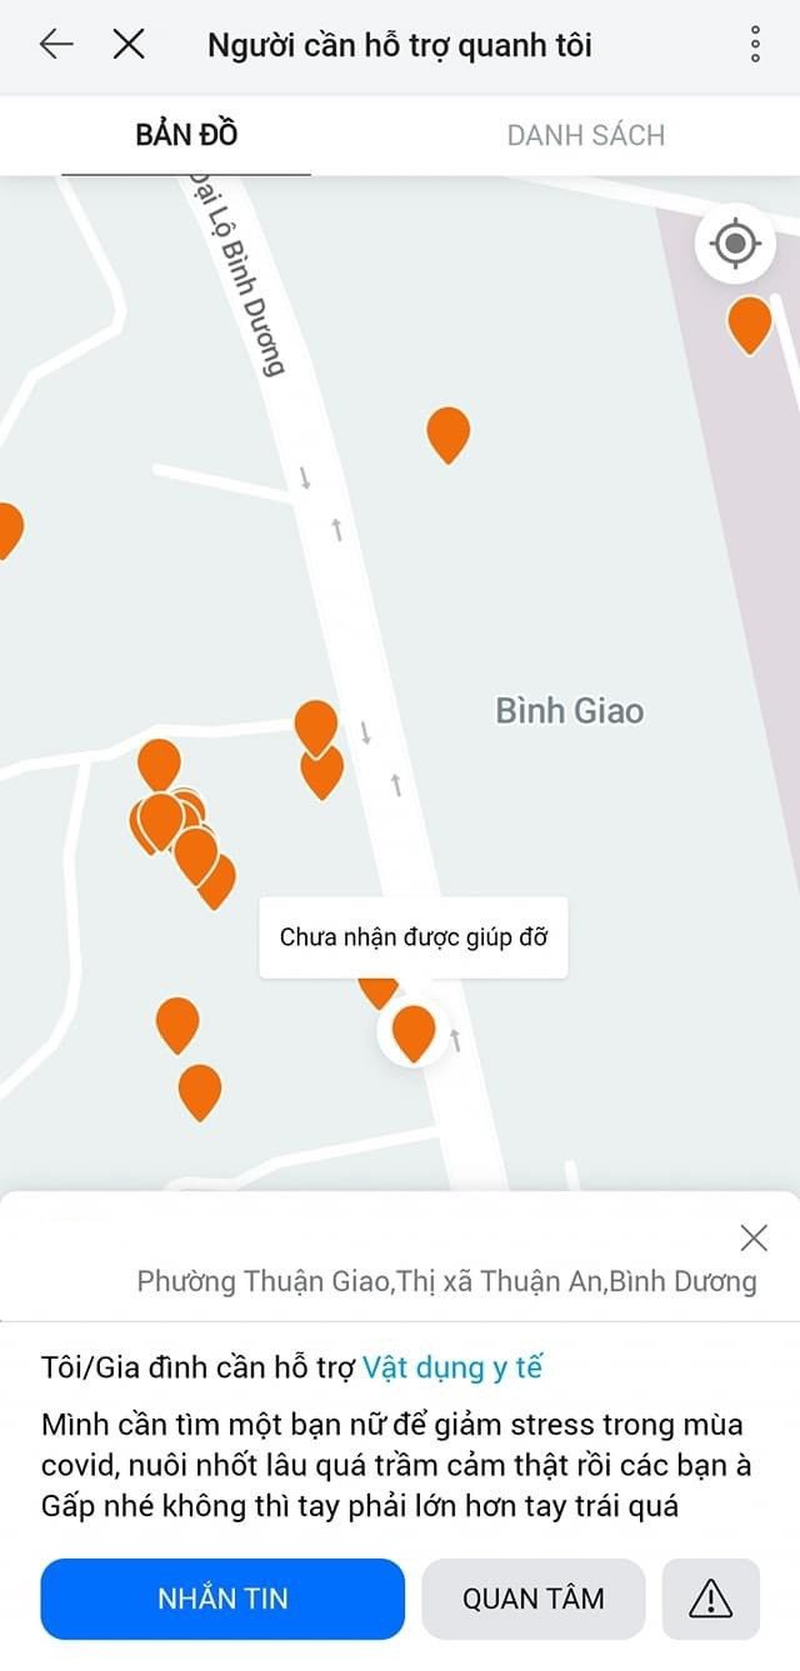 Người cần hỗ trợ quanh tôi
BẢN ĐỒ
DANH SÁCH
Đại Lộ Bình Dương
Bình Giao
Chưa nhận được giúp đỡ
Phường Thuận Giao,Thị xã Thuận An,Bình Dương
Tôi/Gia đình cần hỗ trợ Vật dụng y tế
Mình cần tìm một bạn nữ để giảm stress trong mùa
covid, nuôi nhốt lâu quá trầm cảm thật rồi các bạn à
Gấp nhé không thì tay phải lớn hơn tay trái quá
NHẮN TIN
QUAN TÂM